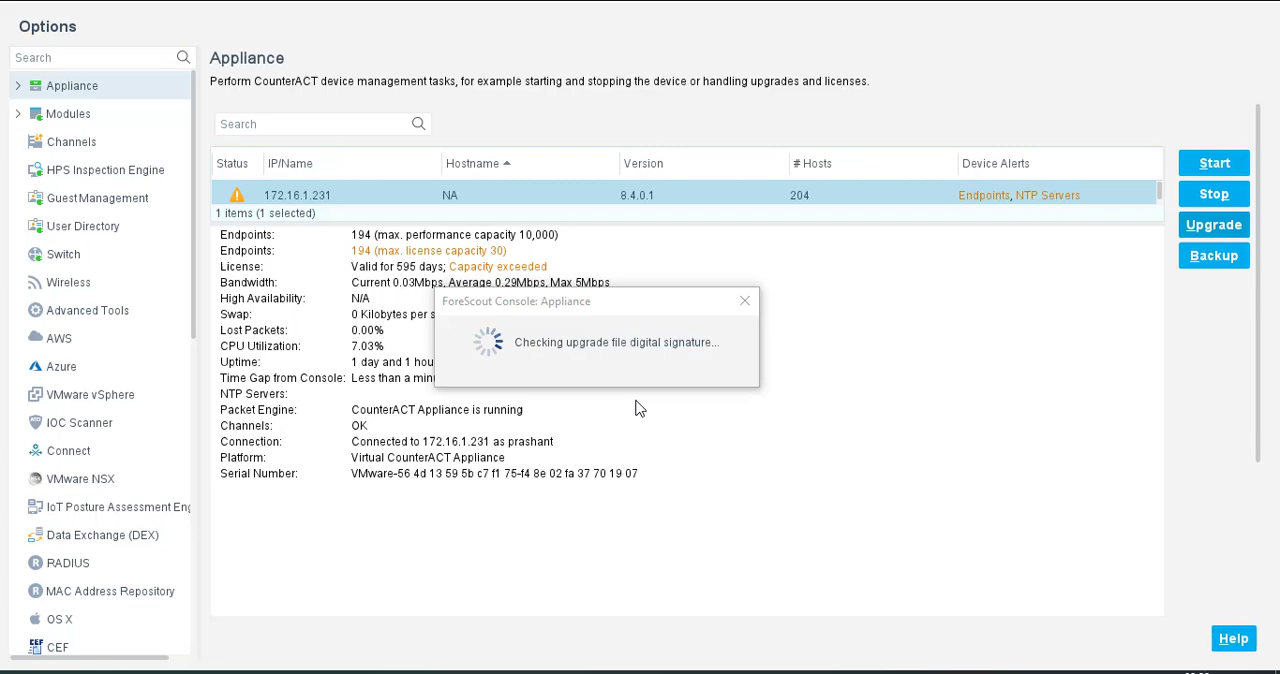 Options
Search
Appliance
Modules
Channels
HPS Inspection Engine
Guest Management
User Directory
Switch
Wireless
Advanced Tools
AWS
Azure
VMware vSphere
IOC Scanner
Connect
VMware NSX
IoT Posture Assessment Eng
Data Exchange (DEX)
RADIUS
MAC Address Repository
OS X
CEF
Appliance
Perform CounterACT device management tasks, for example starting and stopping the device or handling upgrades and licenses.
Search
Status IP/Name Hostname Version # Hosts Device Alerts
172.16.1.231 NA 8.4.0.1 204 Endpoints, NTP Servers
1 items (1 selected)
Endpoints: 194 (max. performance capacity 10,000)
Endpoints: 194 (max. license capacity 30)
License: Valid for 595 days; Capacity exceeded
Bandwidth: Current 0.03Mbps, Average 0.29Mbps, Max 5Mbps
High Availability: N/A
Swap: 0 Kilobytes per s
Lost Packets: 0.00%
CPU Utilization: 7.03%
Uptime: 1 day and 1 hou
Time Gap from Console: Less than a min
NTP Servers:
Packet Engine: CounterACT Appliance is running
Channels: OK
Connection: Connected to 172.16.1.231 as prashant
Platform: Virtual CounterACT Appliance
Serial Number: VMware-56 4d 13 59 5b c7 f1 75-f4 8e 02 fa 37 70 19 07
ForeScout Console: Appliance
Checking upgrade file digital signature...
Start
Stop
Upgrade
Backup
Help